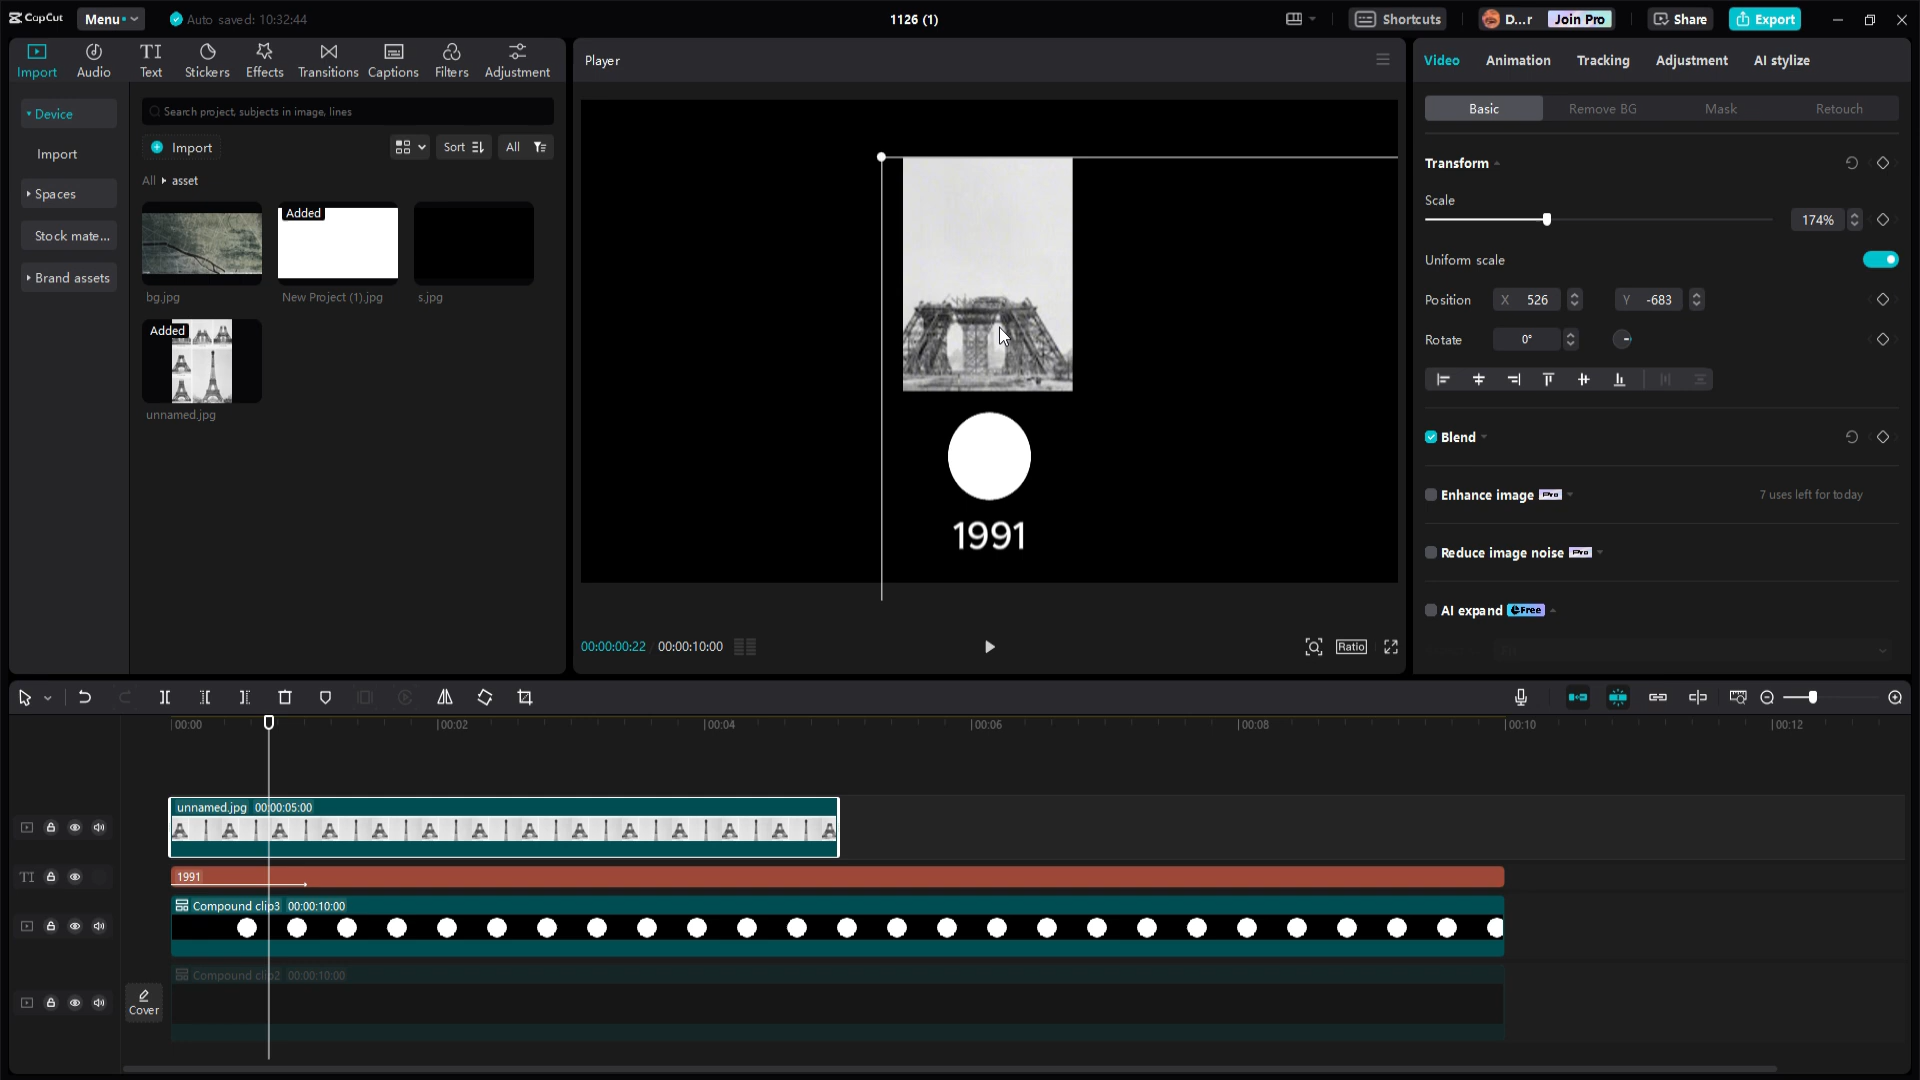 CapCut Menu Auto saved: 10:32:44 1126 (1) Shortcuts D...r Join Pro Share Export
Import Audio Text Stickers Effects Transitions Captions Filters Adjustment
Device
Import
Spaces
Stock mate...
Brand assets
Search project, subjects in image, lines
Import Sort All
All asset
Added
bg.jpg New Project (1).jpg s.jpg
Added
unnamed.jpg
Player
1991
00:00:00:22 00:00:10:00 Ratio
Video Animation Tracking Adjustment AI stylize
Basic Remove BG Mask Retouch
Transform
Scale
174%
Uniform scale
Position X 526 Y -683
Rotate 0°
Blend
Enhance image Pro 7 uses left for today
Reduce image noise Pro
AI expand Free
00:00 00:02 00:04 00:06 00:08 00:10 00:12
unnamed.jpg 00:00:05:00
TI 1991
Compound clip3 00:00:10:00
Compound clip2 00:00:10:00
Cover